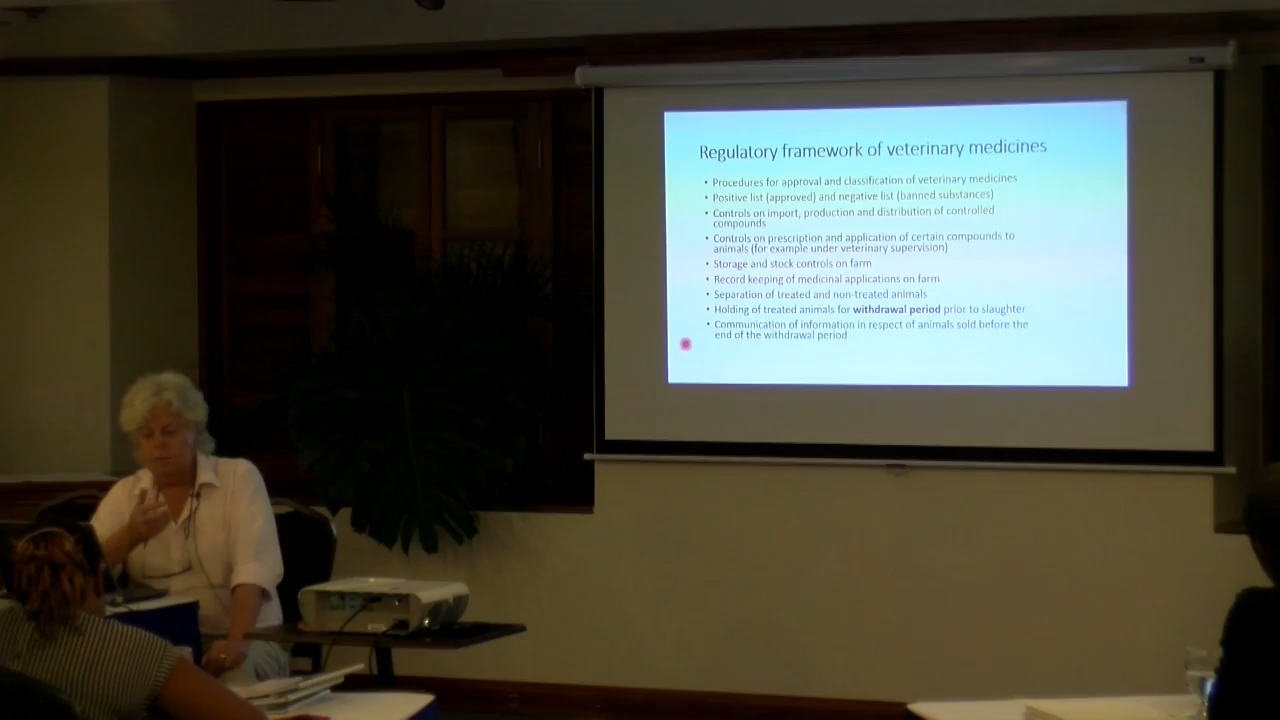 Regulatory framework of veterinary medicines
• Procedures for approval and classification of veterinary medicines
• Positive list (approved) and negative list (banned substances)
• Controls on import, production and distribution of controlled
compounds
• Controls on prescription and application of certain compounds to
animals (for example under veterinary supervision)
• Storage and stock controls on farm
• Record keeping of medicinal applications on farm
• Separation of treated and non-treated animals
• Holding of treated animals for withdrawal period prior to slaughter
• Communication of information in respect of animals sold before the
end of the withdrawal period